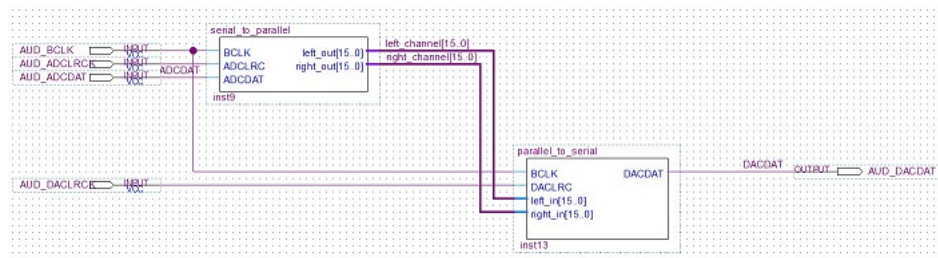 serial_to_parallel
AUD_BCLK INPUT VCC
AUD_ADCLRC INPUT VCC
AUD_ADCDAT INPUT VCC
ADCDAT
BCLK left_out[15..0]
ADCLRC right_out[15..0]
ADCDAT
inst9
left_channel[15..0]
right_channel[15..0]
parallel_to_serial
AUD_DACLRCK INPUT VCC
BCLK DACDAT
DACLRC
left_in[15..0]
right_in[15..0]
inst13
DACDAT
OUTPUT AUD_DACDAT